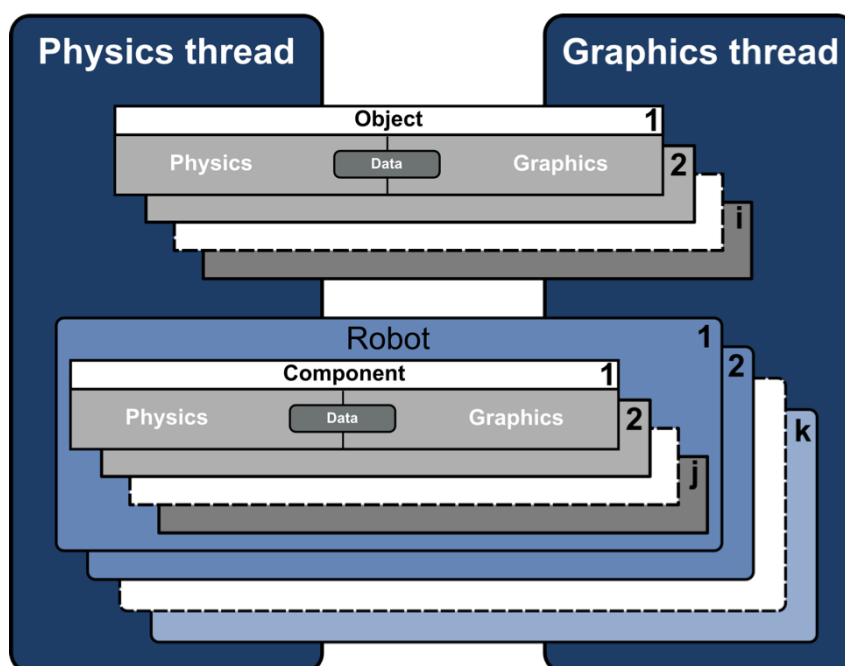 Physics thread
Graphics thread
Object 1
Physics Data Graphics
2
i
Robot 1
Component 1
2
Physics Data Graphics
2
k
j